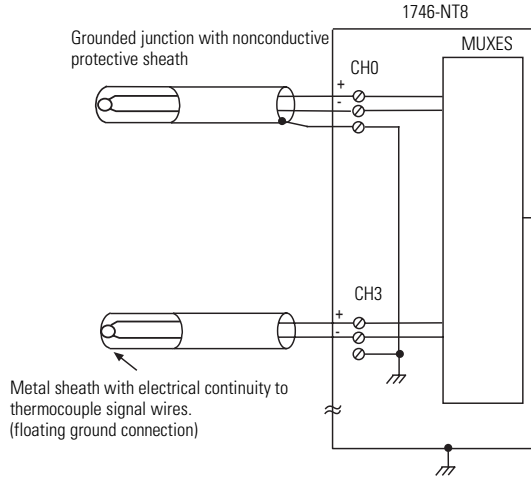 1746-NT8
Grounded junction with nonconductive
protective sheath
MUXES
CH0
+
-
CH3
+
-
Metal sheath with electrical continuity to
thermocouple signal wires.
(floating ground connection)